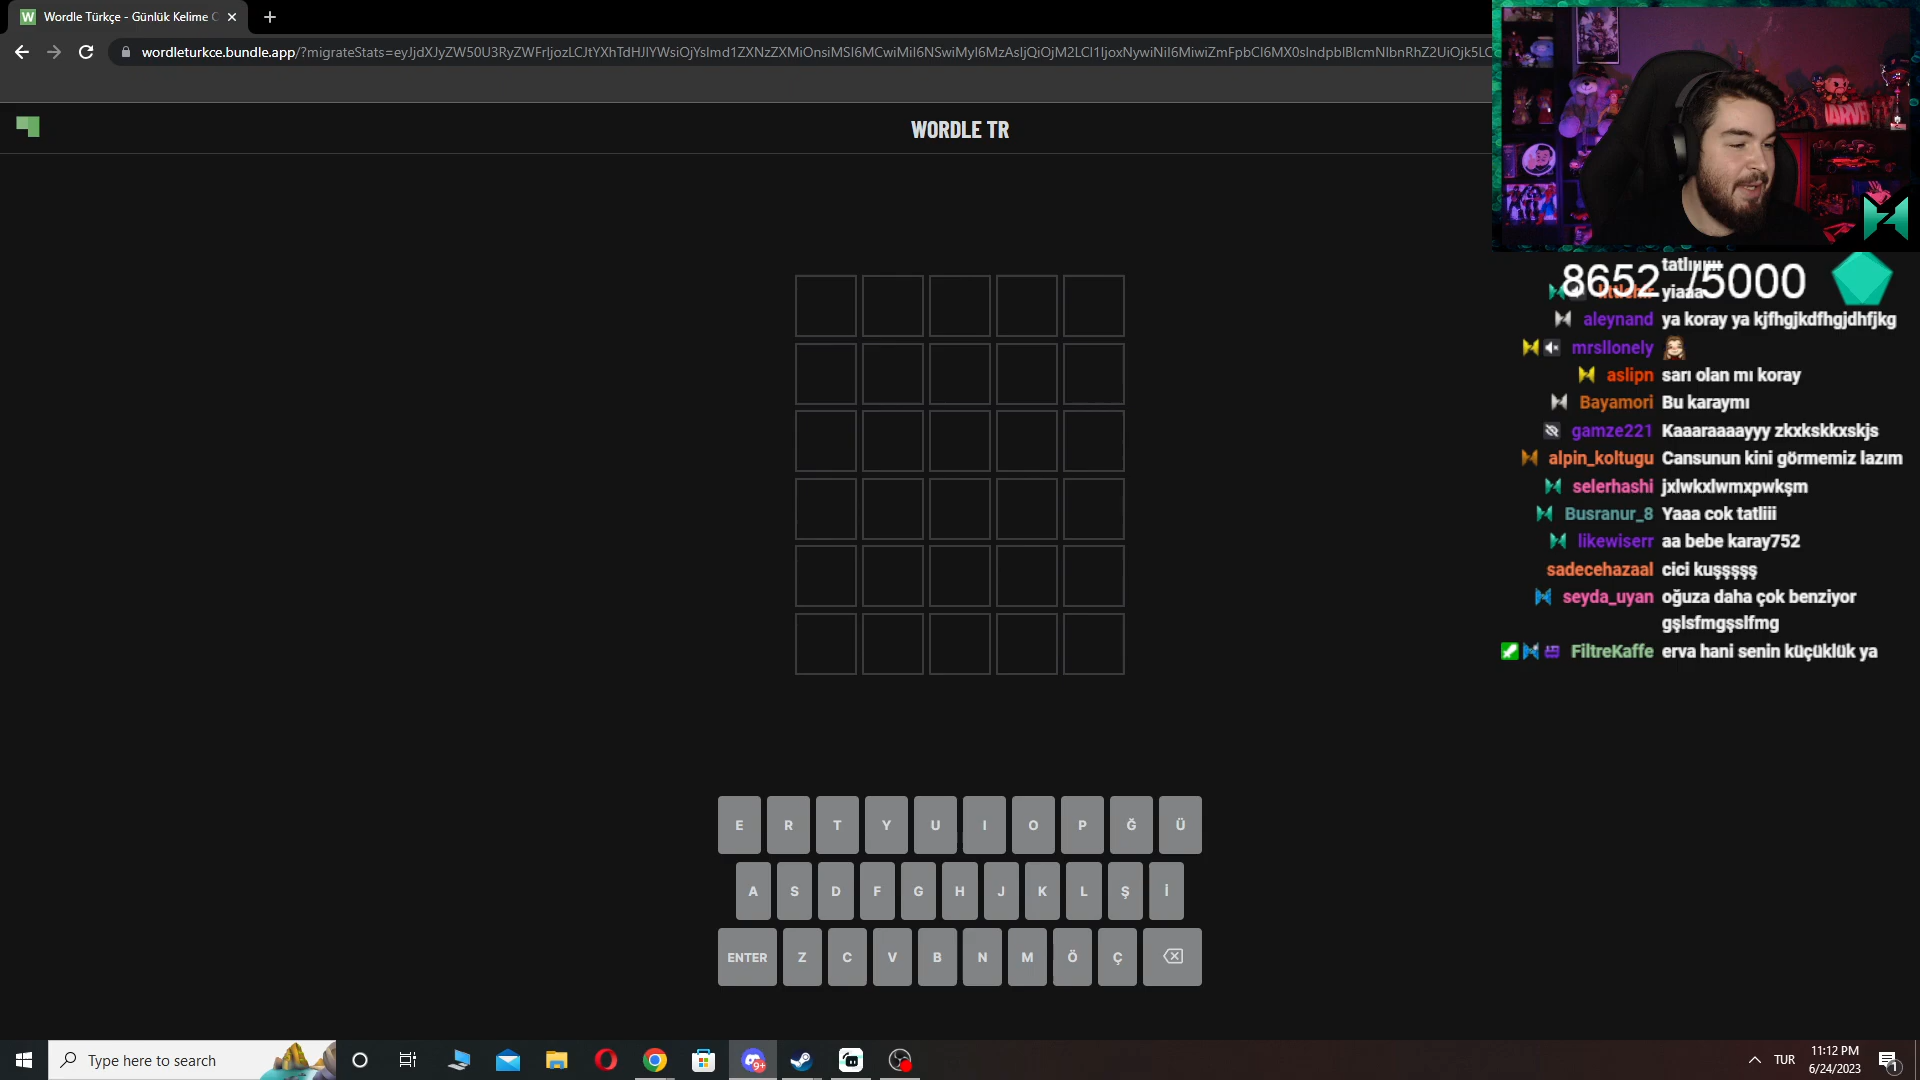 Wordle Türkçe - Günlük Kelime
wordleturkce.bundle.app
WORDLE TR
MARVEL
8652 /5000
yiaaa
aleynand ya koray ya kjfhgjkdfhgjdhfjkg
mrsllonely
aslipn sarı olan mı koray
Bayamori Bu karaymı
gamze221 Kaaaraaaayyy zkxkskkxskjs
alpin_koltugu Cansunun kini görmemiz lazım
selerhashi jxlwkxlwmxpwkşm
Busranur_8 Yaaa cok tatliii
likewiserr aa bebe karay752
sadecehazaal cici kuşşşşş
seyda_uyan oğuza daha çok benziyor
gşlsfmgşslfmg
FiltreKaffe erva hani senin küçüklük ya
E R T Y U I O P Ğ Ü
A S D F G H J K L Ş İ
ENTER Z C V B N M Ö Ç
Type here to search
9+
TUR
11:12 PM
6/24/2023
1